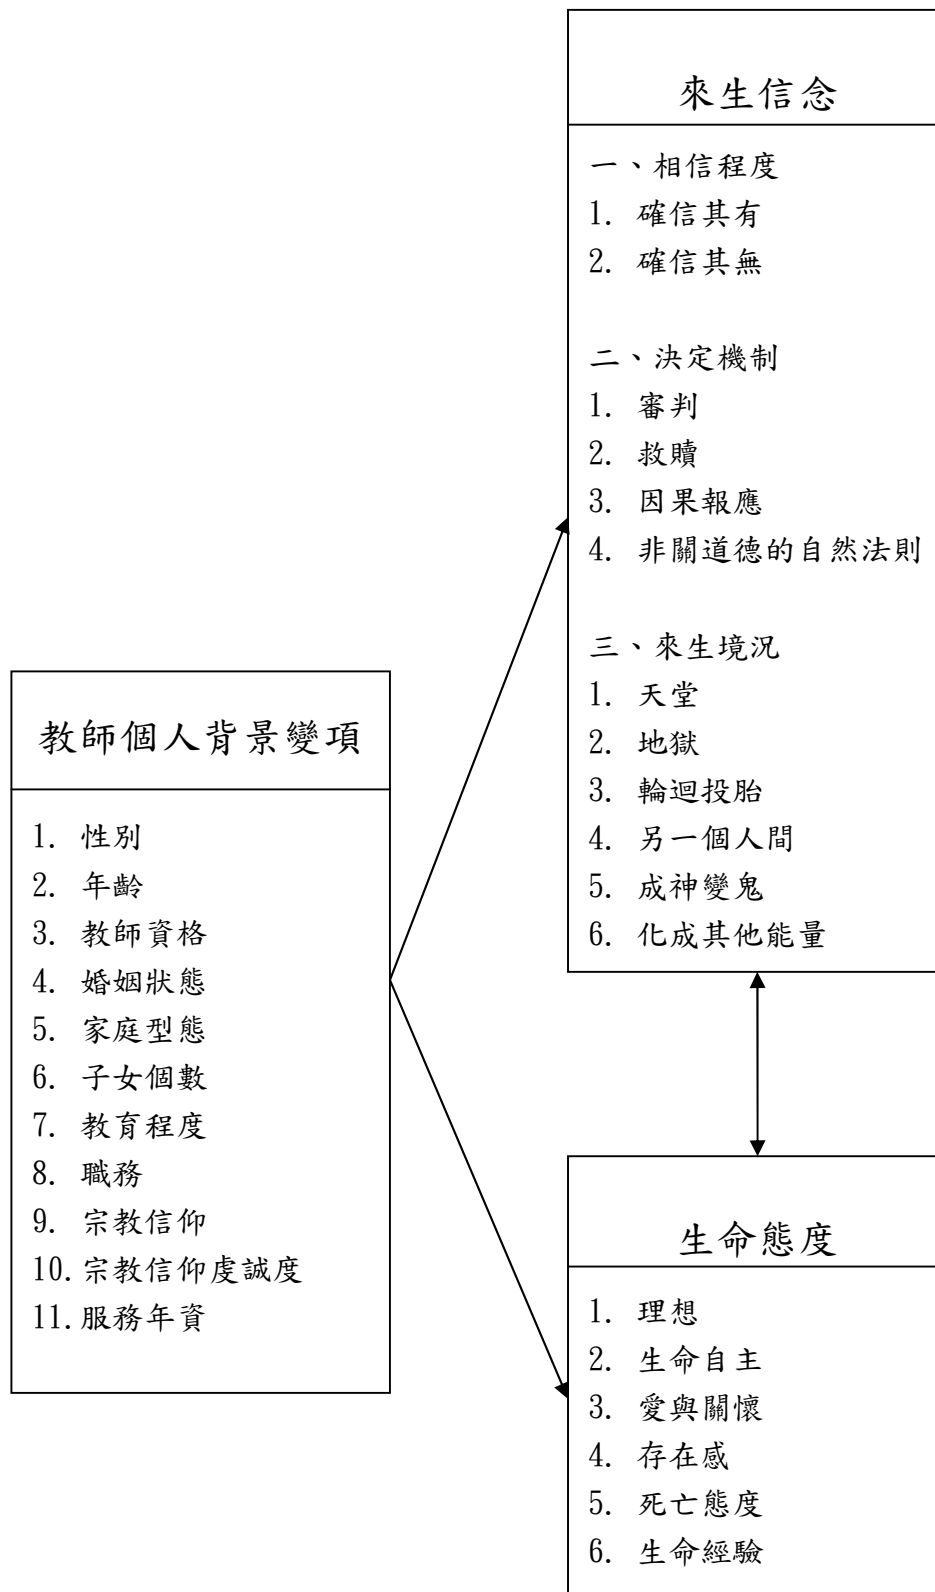 來生信念
一、相信程度
1. 確信其有
2. 確信其無
二、決定機制
1. 審判
2. 救贖
3. 因果報應
4. 非關道德的自然法則
三、來生境況
1. 天堂
2. 地獄
3. 輪迴投胎
4. 另一個人間
5. 成神變鬼
6. 化成其他能量
教師個人背景變項
1. 性別
2. 年齡
3. 教師資格
4. 婚姻狀態
5. 家庭型態
6. 子女個數
7. 教育程度
8. 職務
9. 宗教信仰
10.宗教信仰虔誠度
11.服務年資
生命態度
1. 理想
2. 生命自主
3. 愛與關懷
4. 存在感
5. 死亡態度
6. 生命經驗